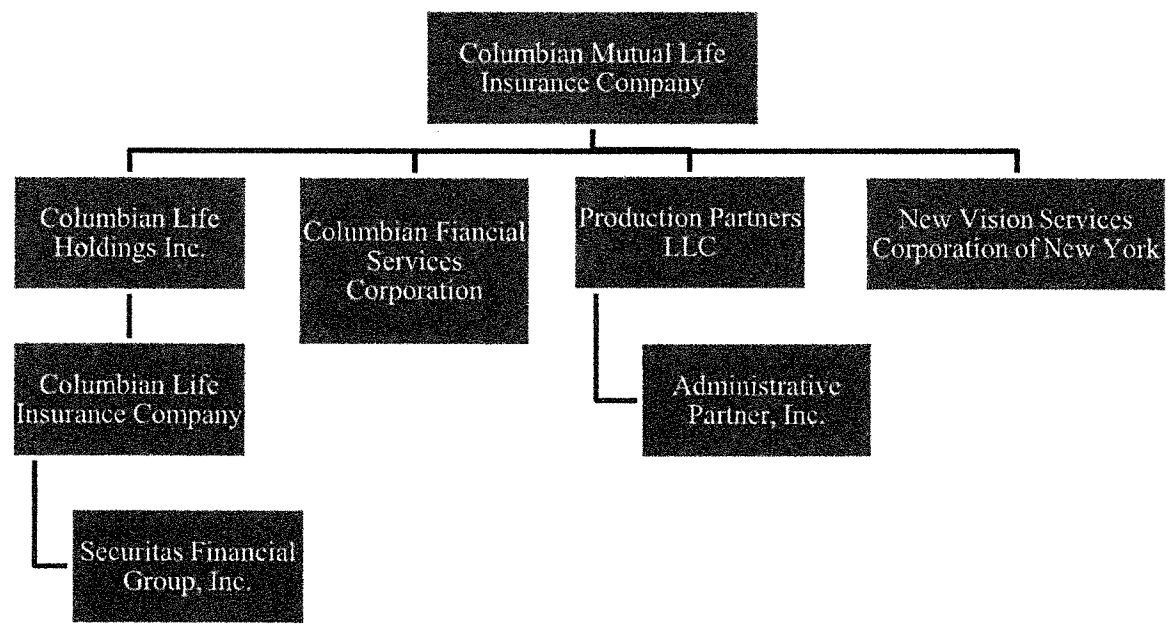 Columbian Mutual Life
Insurance Company
Columbian Life
Holdings Inc.
Columbian Fiancial
Services
Corporation
Production Partners
LLC
New Vision Services
Corporation of New York
Columbian Life
Insurance Company
Administrative
Partner, Inc.
Securitas Financial
Group, Inc.